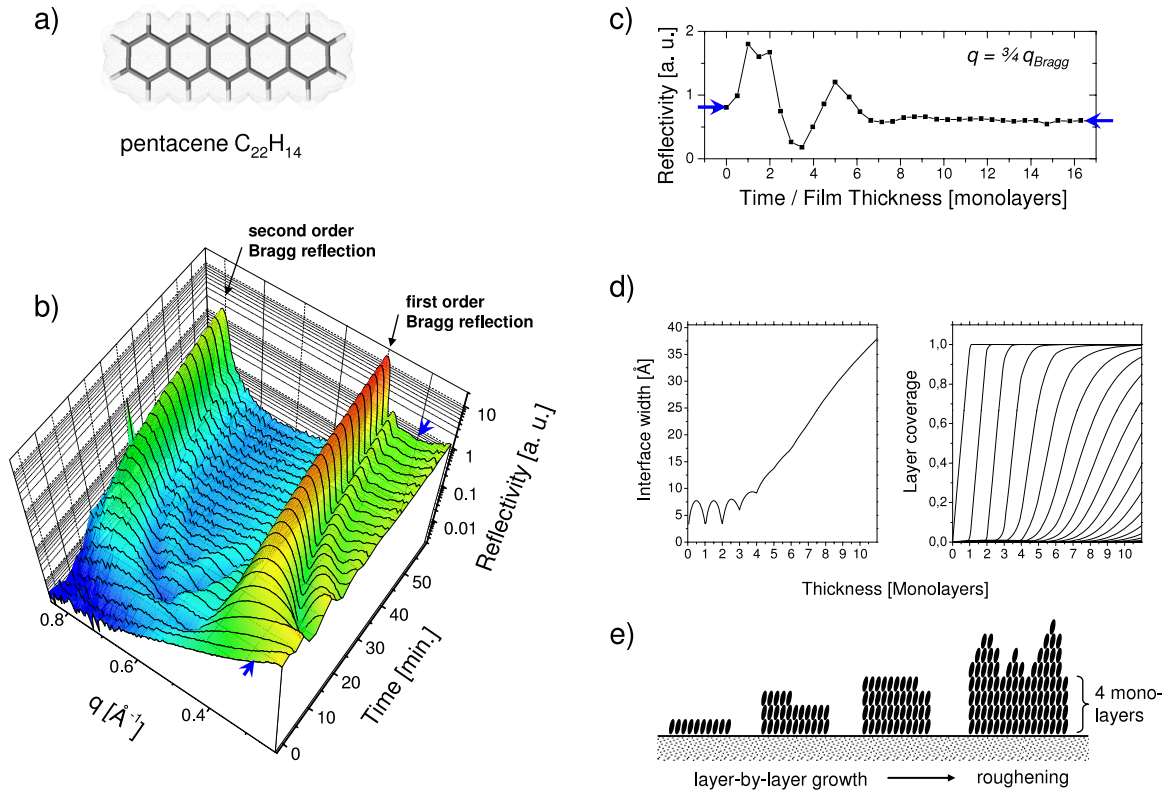 a)
pentacene C22H14
b)
second order
Bragg reflection
first order
Bragg reflection
10
1
0.1
0.01
Reflectivity [a. u.]
50
40
30
20
10
0
Time [min.]
0.8
0.6
0.4
q [Å-1]
c)
2
1
0
Reflectivity [a. u.]
q = ¾ qBragg
0 2 4 6 8 10 12 14 16
Time / Film Thickness [monolayers]
d)
40
35
30
25
20
15
10
5
0
Interface width [Å]
0 1 2 3 4 5 6 7 8 9 10
1,0
0,8
0,6
0,4
0,2
0,0
Layer coverage
0 1 2 3 4 5 6 7 8 9 10
Thickness [Monolayers]
e)
4 mono-
layers
layer-by-layer growth roughening